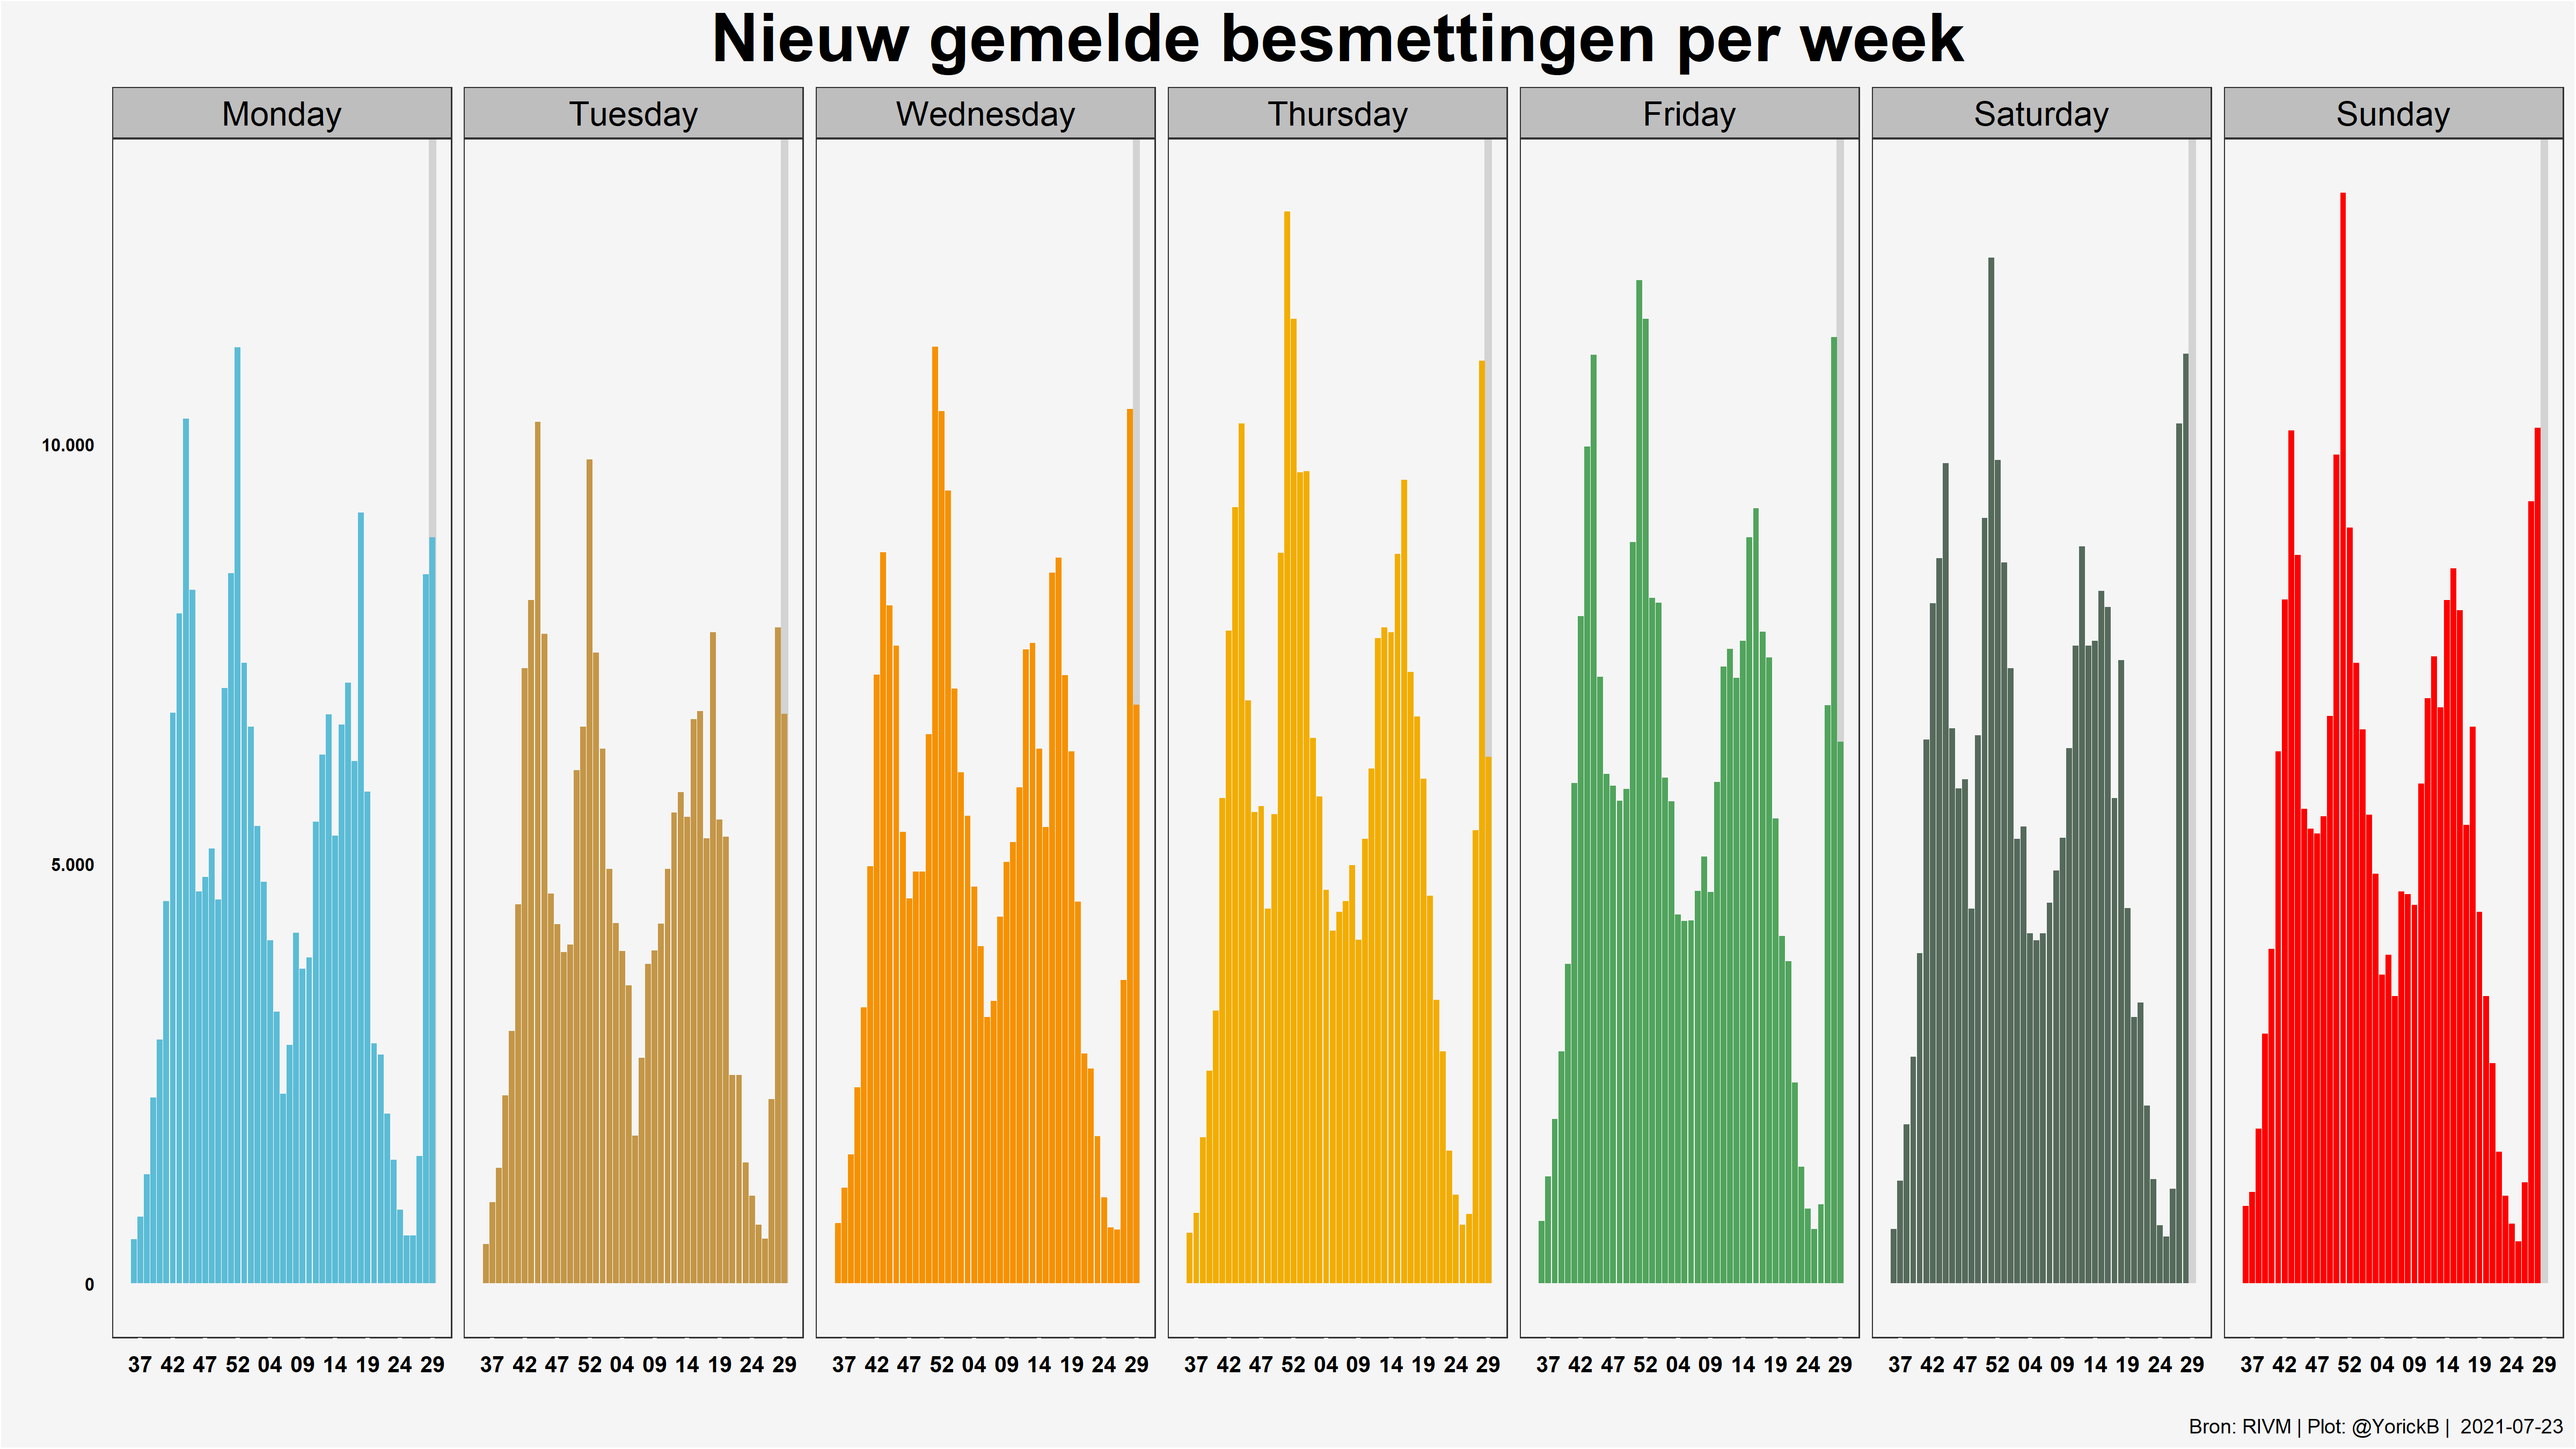 Nieuw gemelde besmettingen per week
Monday Tuesday Wednesday Thursday Friday Saturday Sunday
10.000
5.000
0
37 42 47 52 04 09 14 19 24 29 37 42 47 52 04 09 14 19 24 29 37 42 47 52 04 09 14 19 24 29 37 42 47 52 04 09 14 19 24 29 37 42 47 52 04 09 14 19 24 29 37 42 47 52 04 09 14 19 24 29 37 42 47 52 04 09 14 19 24 29
Bron: RIVM | Plot: @YorickB | 2021-07-23